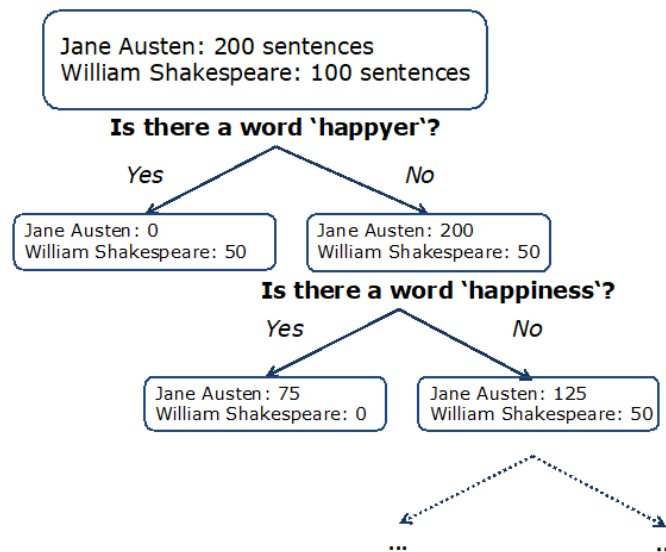 Jane Austen: 200 sentences
William Shakespeare: 100 sentences
Is there a word ‘happyer‘?
Yes
No
Jane Austen: 0
William Shakespeare: 50
Jane Austen: 200
William Shakespeare: 50
Is there a word ‘happiness‘?
Yes
No
Jane Austen: 75
William Shakespeare: 0
Jane Austen: 125
William Shakespeare: 50
...
..